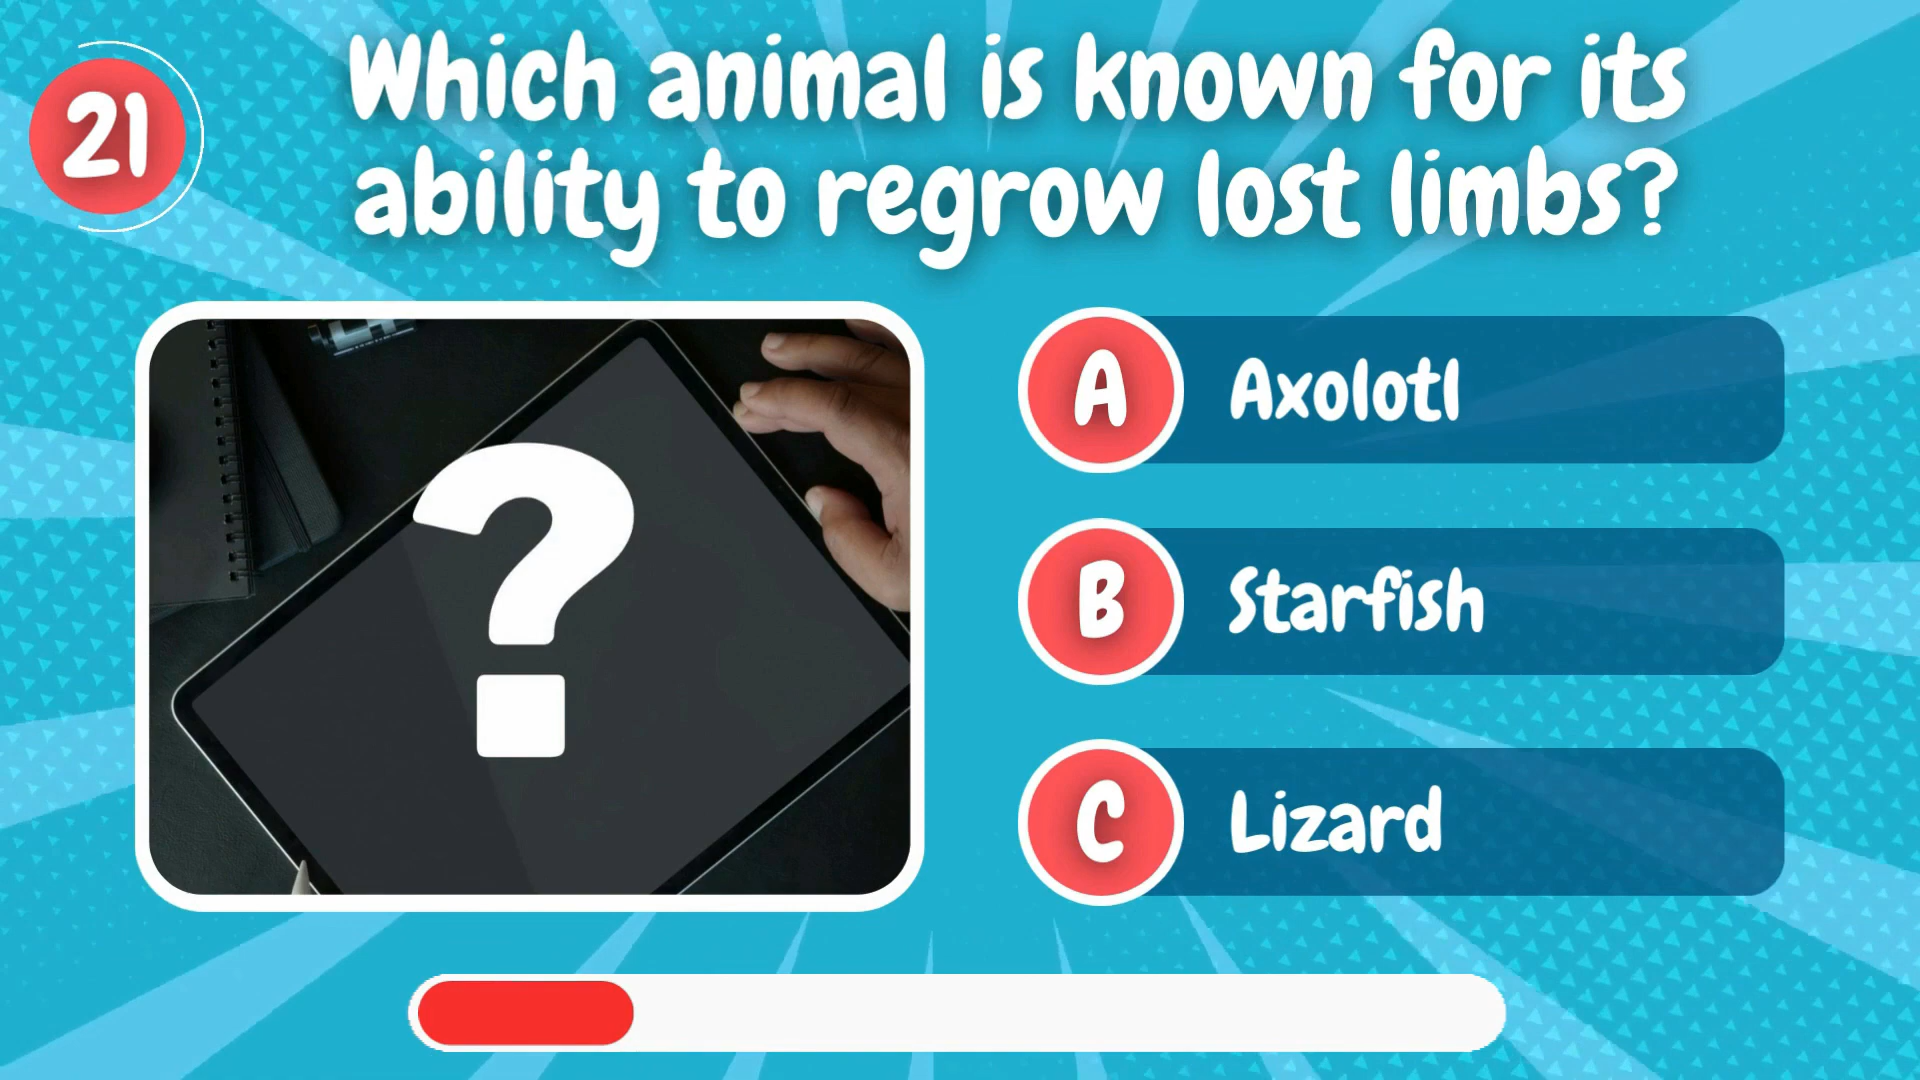 21
Which animal is known for its
ability to regrow lost limbs?
?
A Axolotl
B Starfish
C Lizard